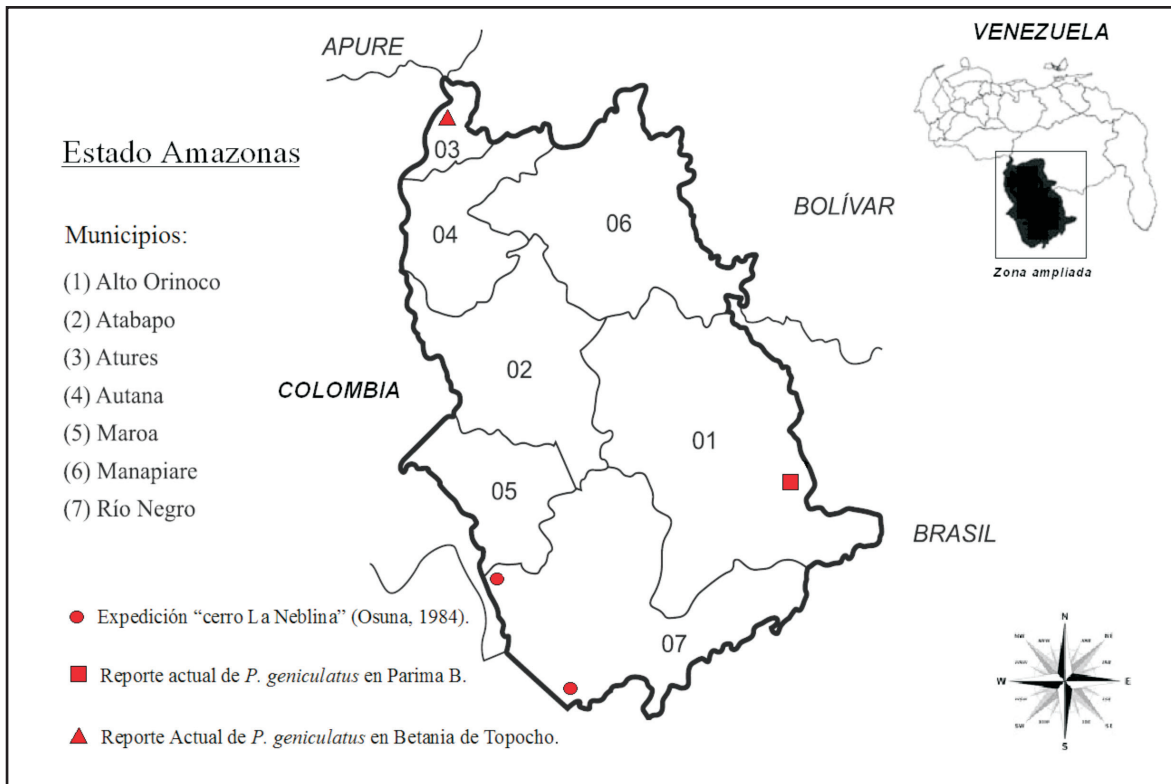 APURE
VENEZUELA
Estado Amazonas
03
BOLÍVAR
Municipios:
04
06
Zona ampliada
(1) Alto Orinoco
(2) Atabapo
(3) Atures
02
COLOMBIA
(4) Autana
(5) Maroa
01
(6) Manapiare
05
(7) Río Negro
BRASIL
Expedición “cerro La Neblina” (Osuna, 1984).
07
Reporte actual de P. geniculatus en Parima B.
Reporte Actual de P. geniculatus en Betania de Topocho.
N
W
E
SW
SE
S